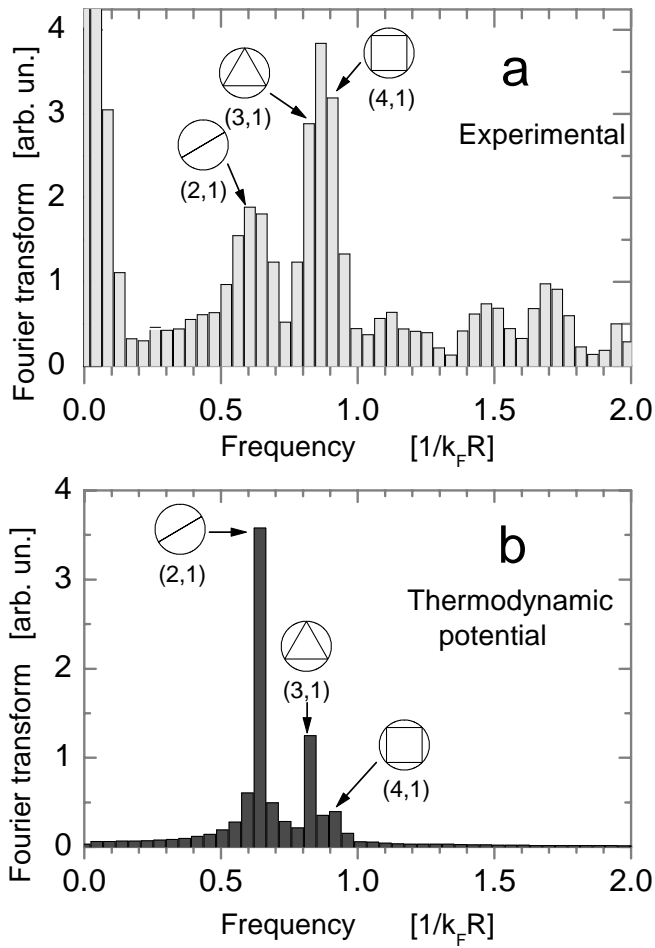 4
3
2
1
0
Fourier transform [arb. un.]
a
Experimental
(4,1)
(3,1)
(2,1)
0.0 0.5 1.0 1.5 2.0
Frequency [1/k_FR]
4
3
2
1
0
Fourier transform [arb. un.]
b
Thermodynamic
potential
(2,1)
(3,1)
(4,1)
0.0 0.5 1.0 1.5 2.0
Frequency [1/k_FR]